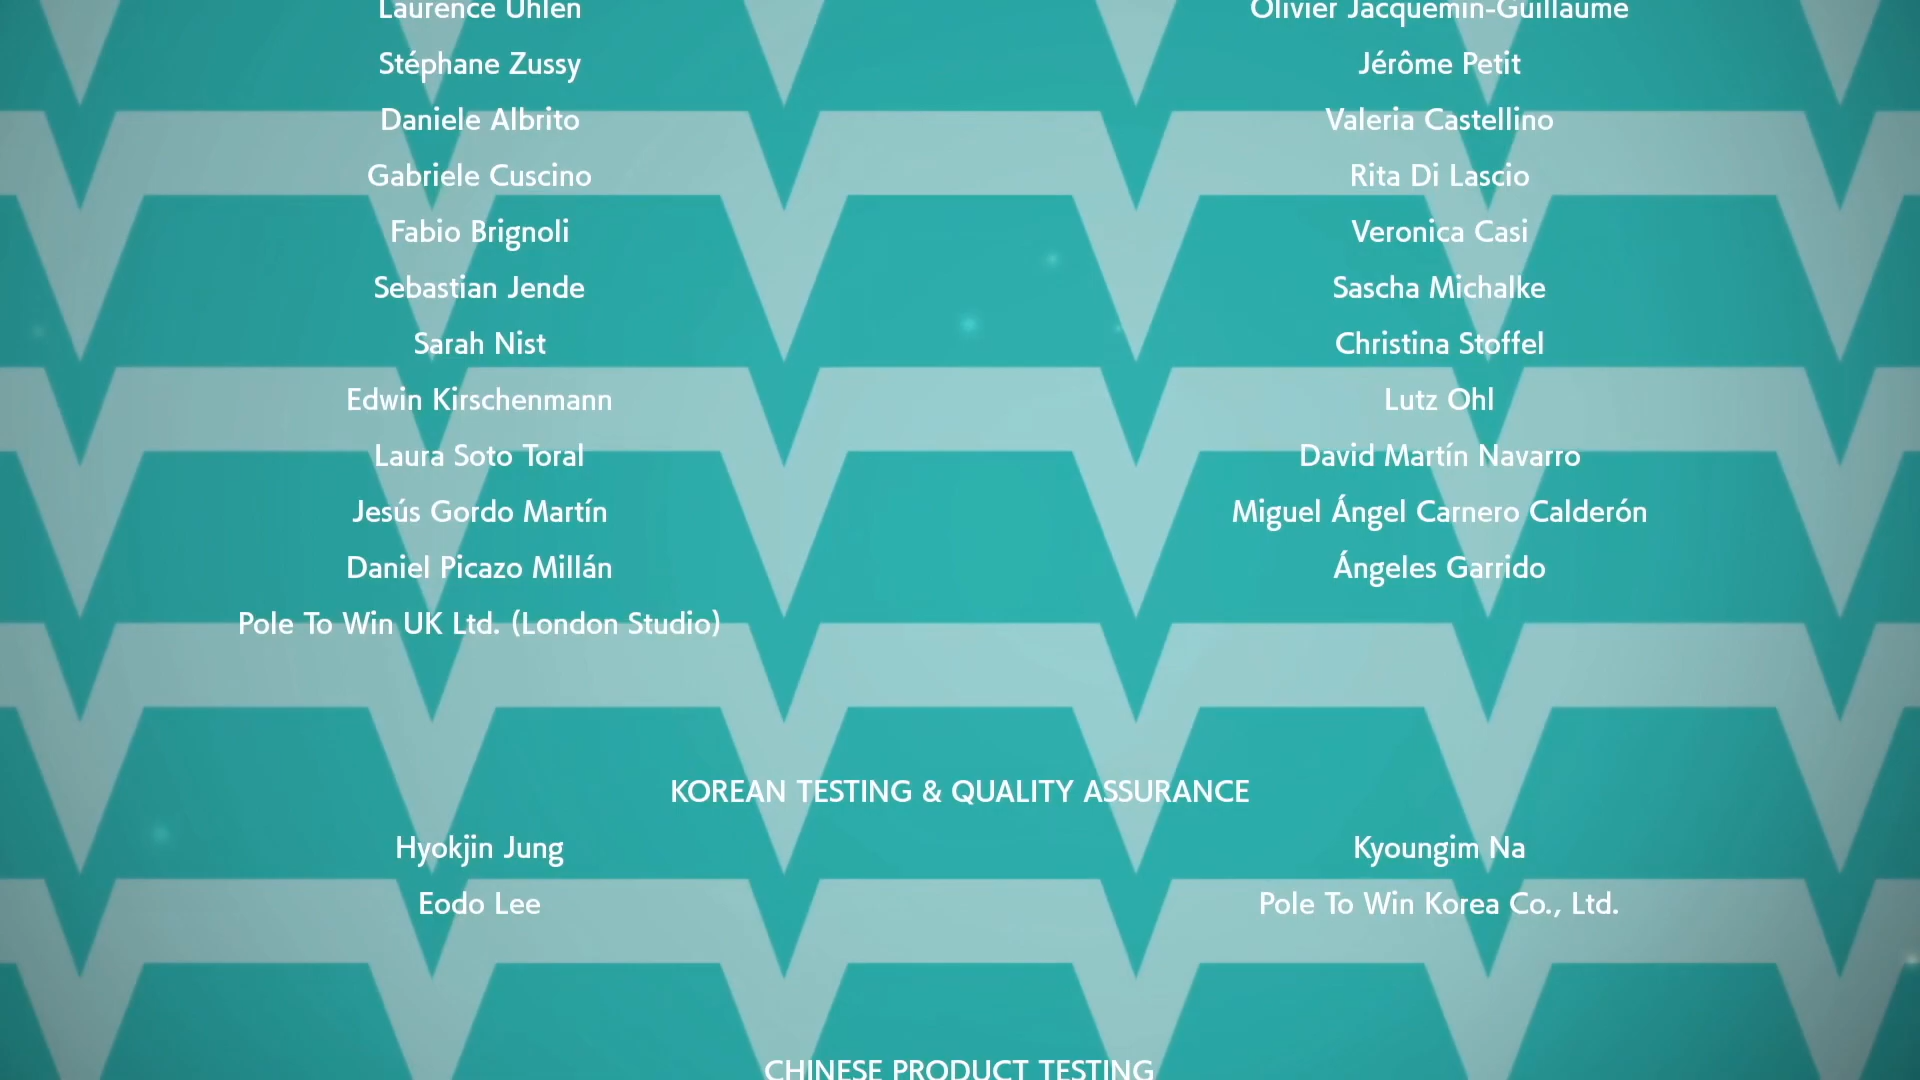 Laurence Uhlen Olivier Jacquemin-Guillaume
Stéphane Zussy Jérôme Petit
Daniele Albrito Valeria Castellino
Gabriele Cuscino Rita Di Lascio
Fabio Brignoli Veronica Casi
Sebastian Jende Sascha Michalke
Sarah Nist Christina Stoffel
Edwin Kirschenmann Lutz Ohl
Laura Soto Toral David Martín Navarro
Jesús Gordo Martín Miguel Ángel Carnero Calderón
Daniel Picazo Millán Ángeles Garrido
Pole To Win UK Ltd. (London Studio)
KOREAN TESTING & QUALITY ASSURANCE
Hyokjin Jung Kyoungim Na
Eodo Lee Pole To Win Korea Co., Ltd.
CHINESE PRODUCT TESTING